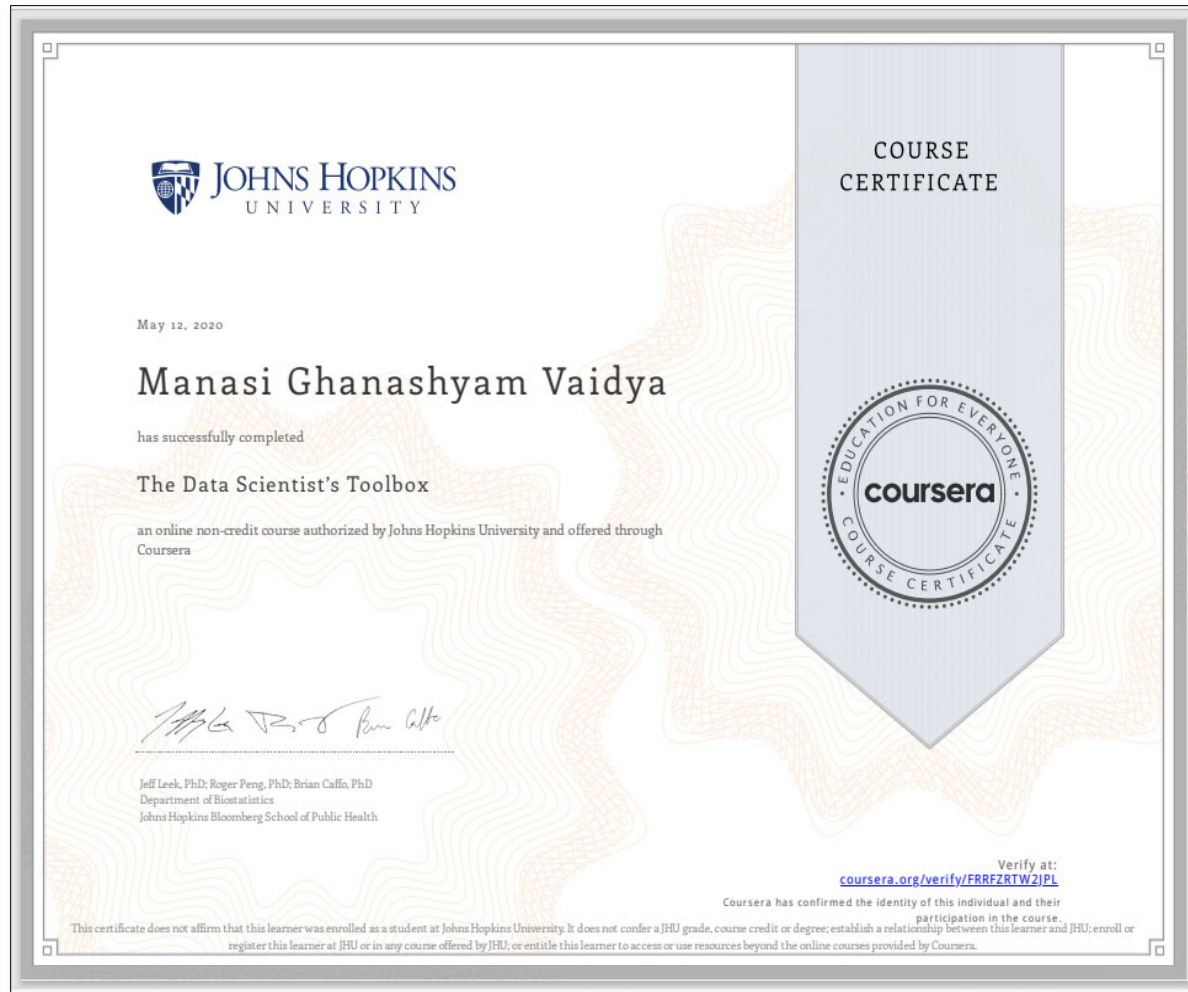 JOHNS HOPKINS
UNIVERSITY
COURSE
CERTIFICATE
May 12, 2020
Manasi Ghanashyam Vaidya
has successfully completed
The Data Scientist's Toolbox
an online non-credit course authorized by Johns Hopkins University and offered through
Coursera
EDUCATION FOR EVERYONE
coursera
COURSE CERTIFICATE
Jeff Leek, PhD; Roger Peng, PhD; Brian Caffo, PhD
Department of Biostatistics
Johns Hopkins Bloomberg School of Public Health
Verify at:
coursera.org/verify/FRRFZRTW2JPL
Coursera has confirmed the identity of this individual and their
participation in the course.
This certificate does not affirm that this learner was enrolled as a student at Johns Hopkins University. It does not confer a JHU grade, course credit or degree; establish a relationship between this learner and JHU; enroll or
register this learner at JHU or in any course offered by JHU; or entitle this learner to access or use resources beyond the online courses provided by Coursera.